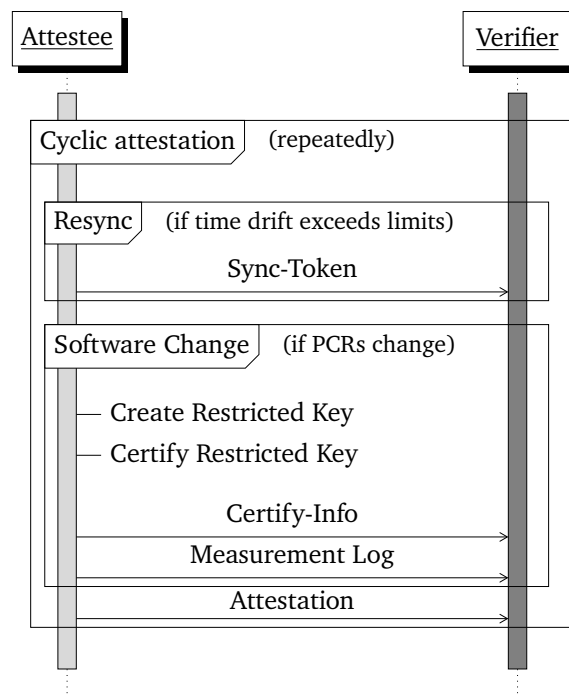 Attestee
Verifier
Cyclic attestation (repeatedly)
Resync (if time drift exceeds limits)
Sync-Token
Software Change (if PCRs change)
Create Restricted Key
Certify Restricted Key
Certify-Info
Measurement Log
Attestation